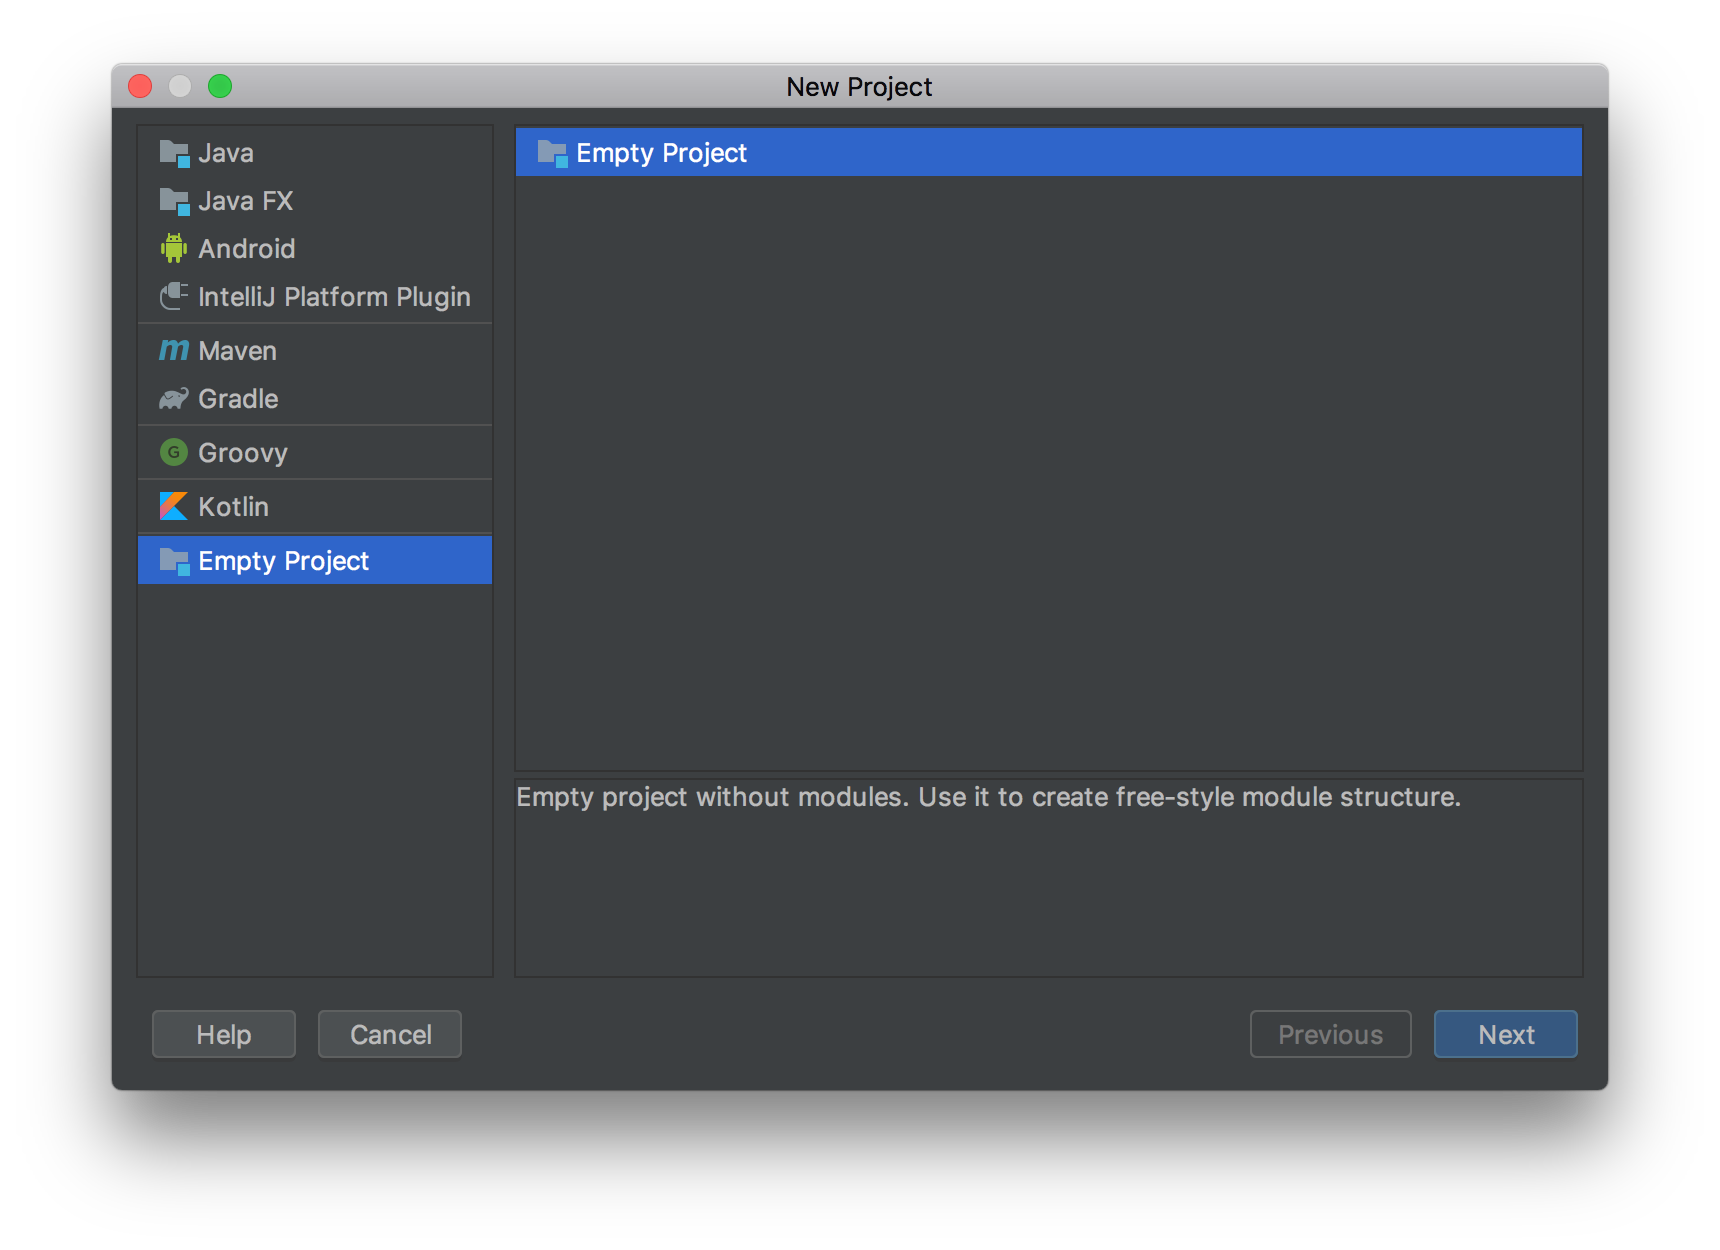 New Project
Java
Java FX
Android
IntelliJ Platform Plugin
m Maven
Gradle
G Groovy
Kotlin
Empty Project
Empty Project
Empty project without modules. Use it to create free-style module structure.
Help
Cancel
Previous
Next